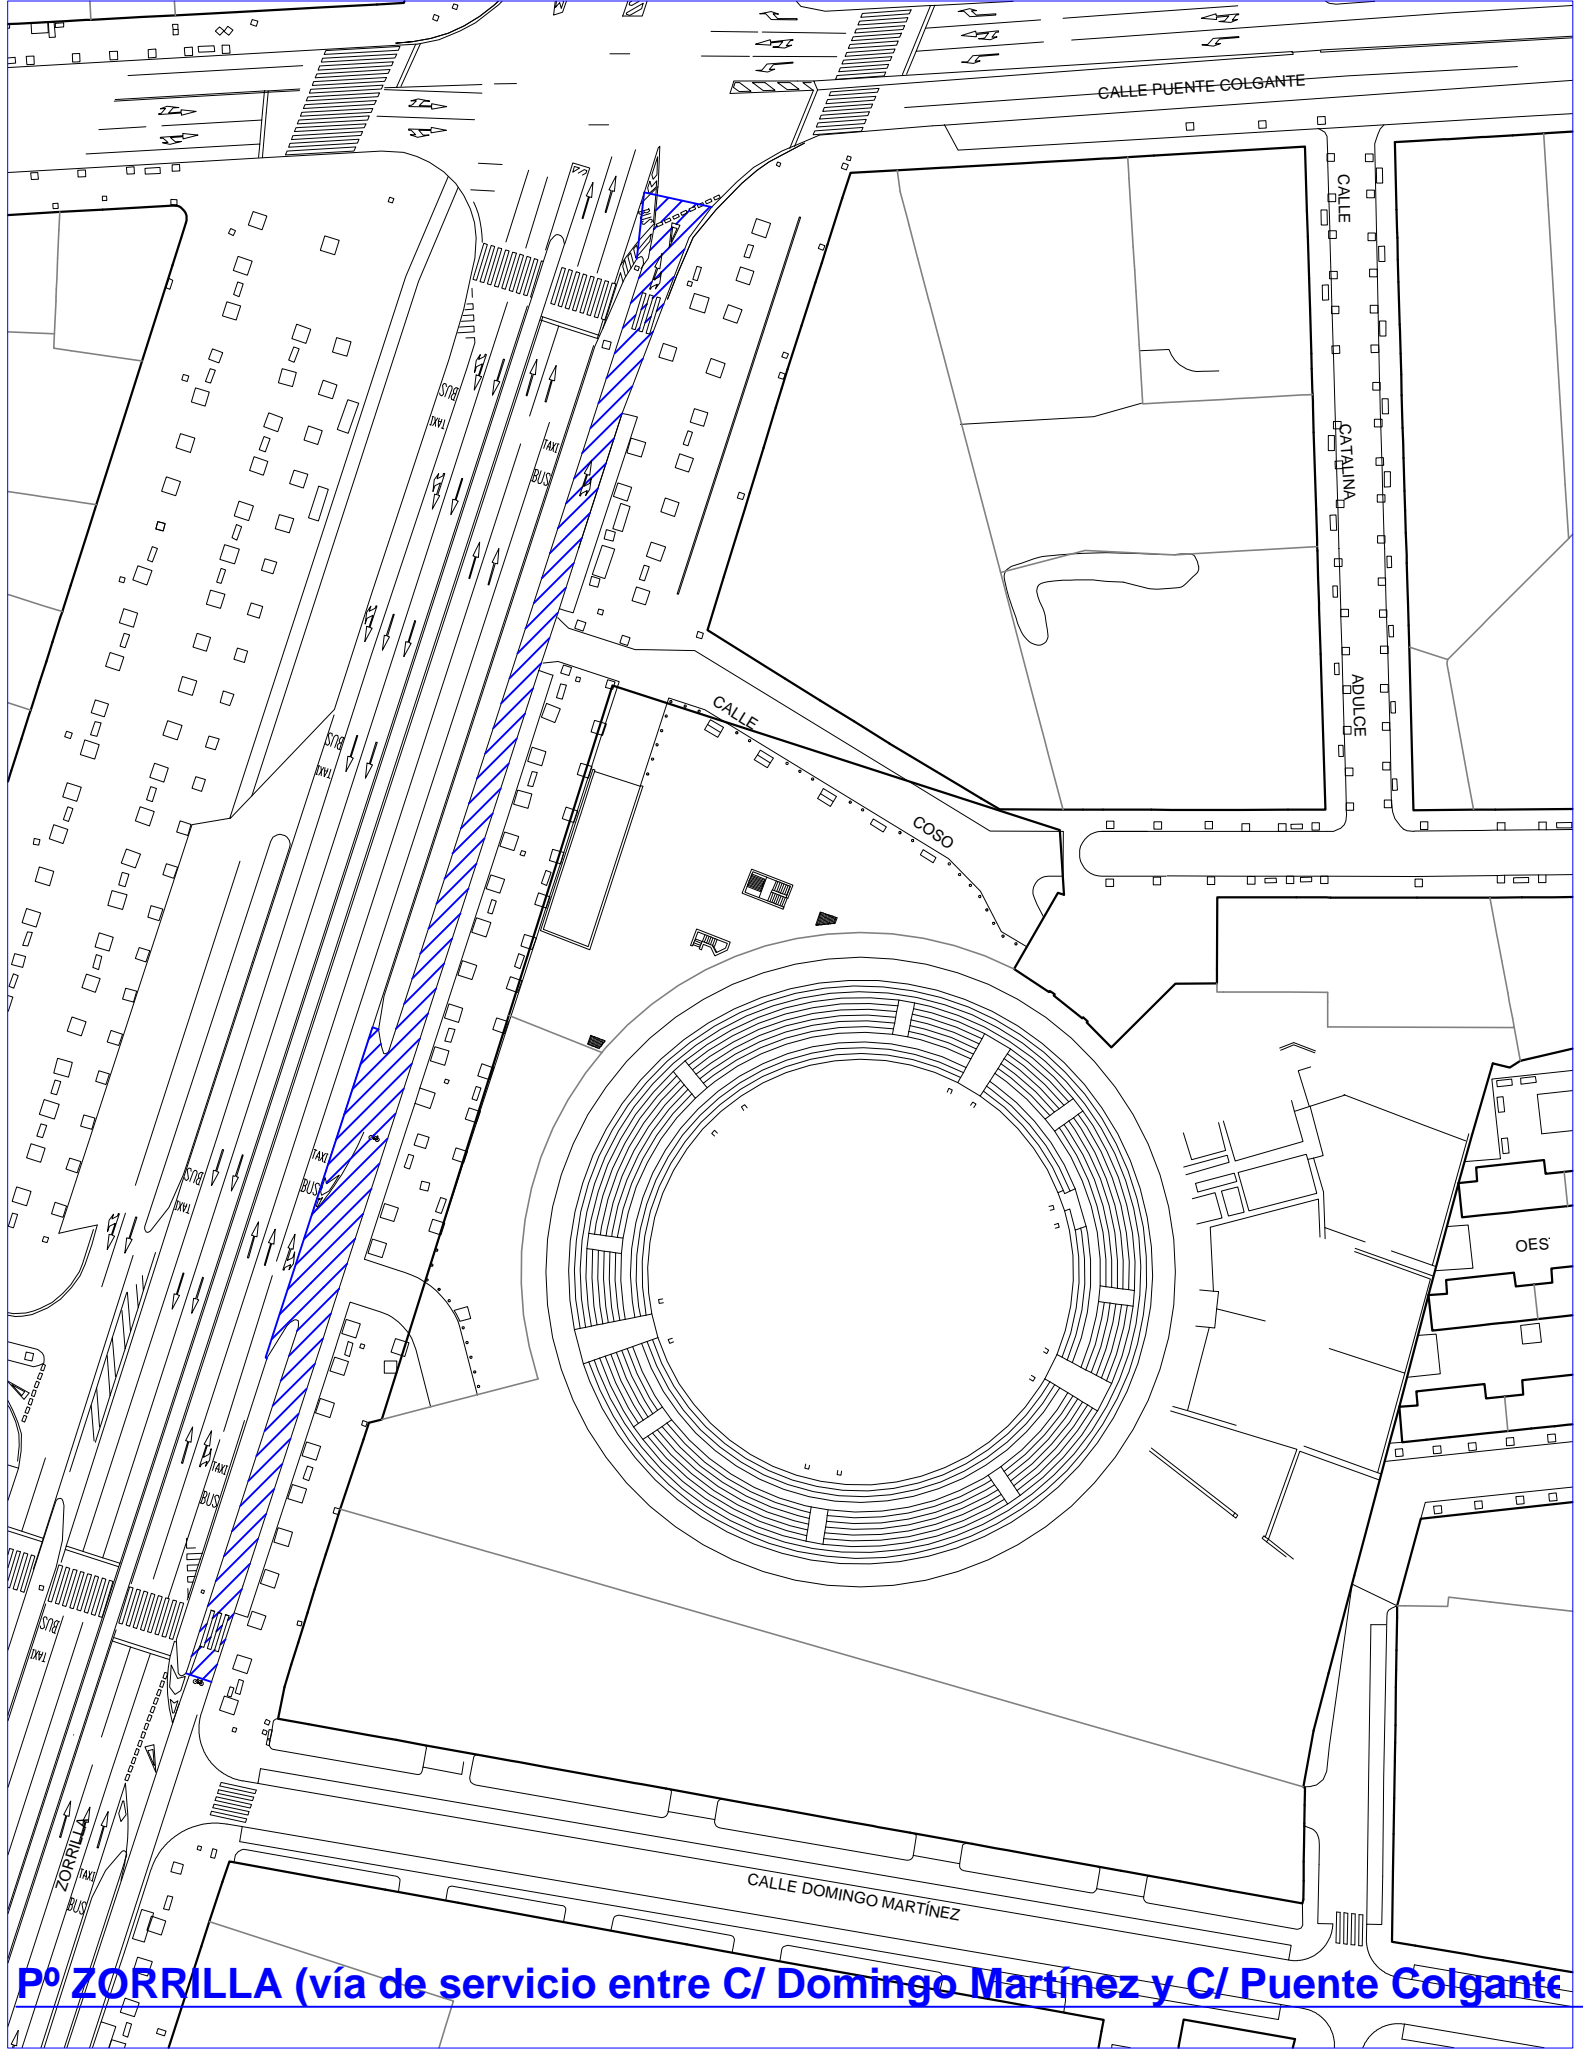 CALLE PUENTE COLGANTE
CALLE
CATALINA
ADULCE
BUS
TAXI
TAXI
BUS
CALLE
COSO
BUS
TAXI
TAXI
BUS
BUS
TAXI
OES
TAXI
BUS
BUS
TAXI
ZORRILLA
TAXI
BUS
CALLE DOMINGO MARTÍNEZ
Pº ZORRILLA (vía de servicio entre C/ Domingo Martínez y C/ Puente Colgante